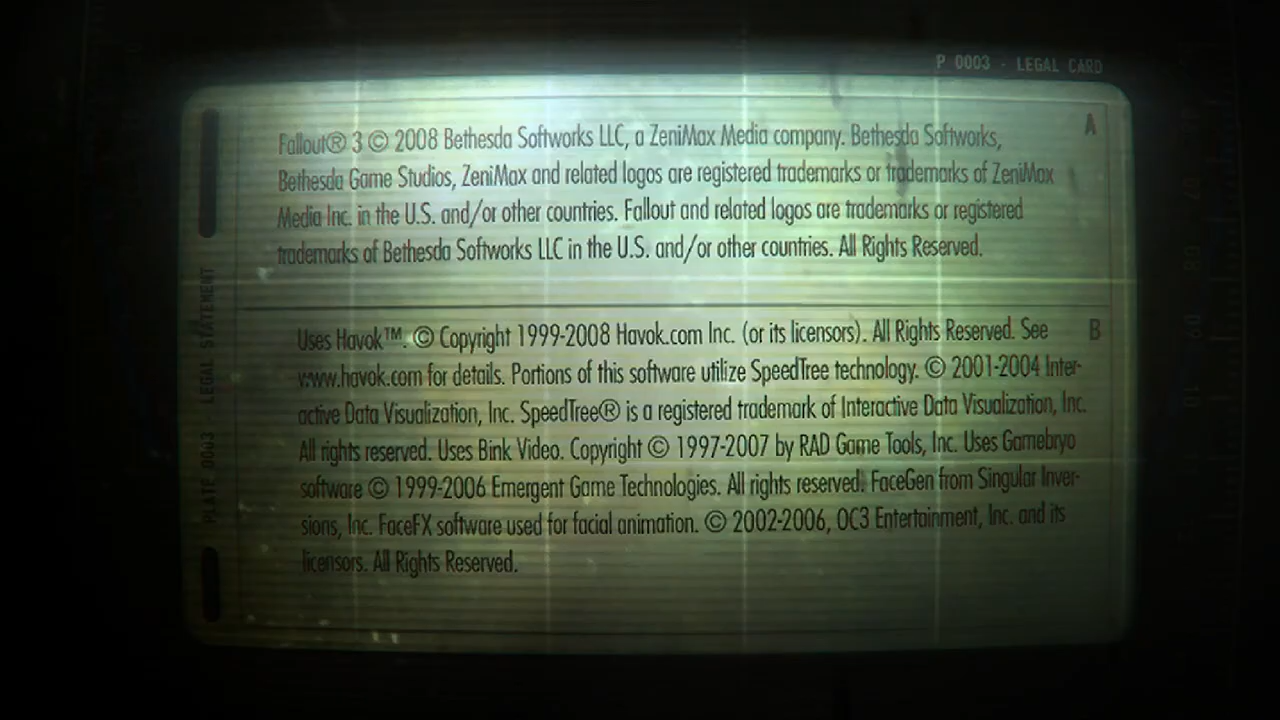 P 0003 - LEGAL CARD
A
Fallout® 3 © 2008 Bethesda Softworks LLC, a ZeniMax Media company. Bethesda Softworks,
Bethesda Game Studios, ZeniMax and related logos are registered trademarks or trademarks of ZeniMax
Media Inc. in the U.S. and/or other countries. Fallout and related logos are trademarks or registered
trademarks of Bethesda Softworks LLC in the U.S. and/or other countries. All Rights Reserved.
B
Uses Havok™. © Copyright 1999-2008 Havok.com Inc. (or its licensors). All Rights Reserved. See
www.havok.com for details. Portions of this software utilize SpeedTree technology. © 2001-2004 Inter-
active Data Visualization, Inc. SpeedTree® is a registered trademark of Interactive Data Visualization, Inc.
All rights reserved. Uses Bink Video. Copyright © 1997-2007 by RAD Game Tools, Inc. Uses Gamebryo
software © 1999-2006 Emergent Game Technologies. All rights reserved. FaceGen from Singular Inver-
sions, Inc. FaceFX software used for facial animation. © 2002-2006, OC3 Entertainment, Inc. and its
licensors. All Rights Reserved.
PLATE 0003 - LEGAL STATEMENT